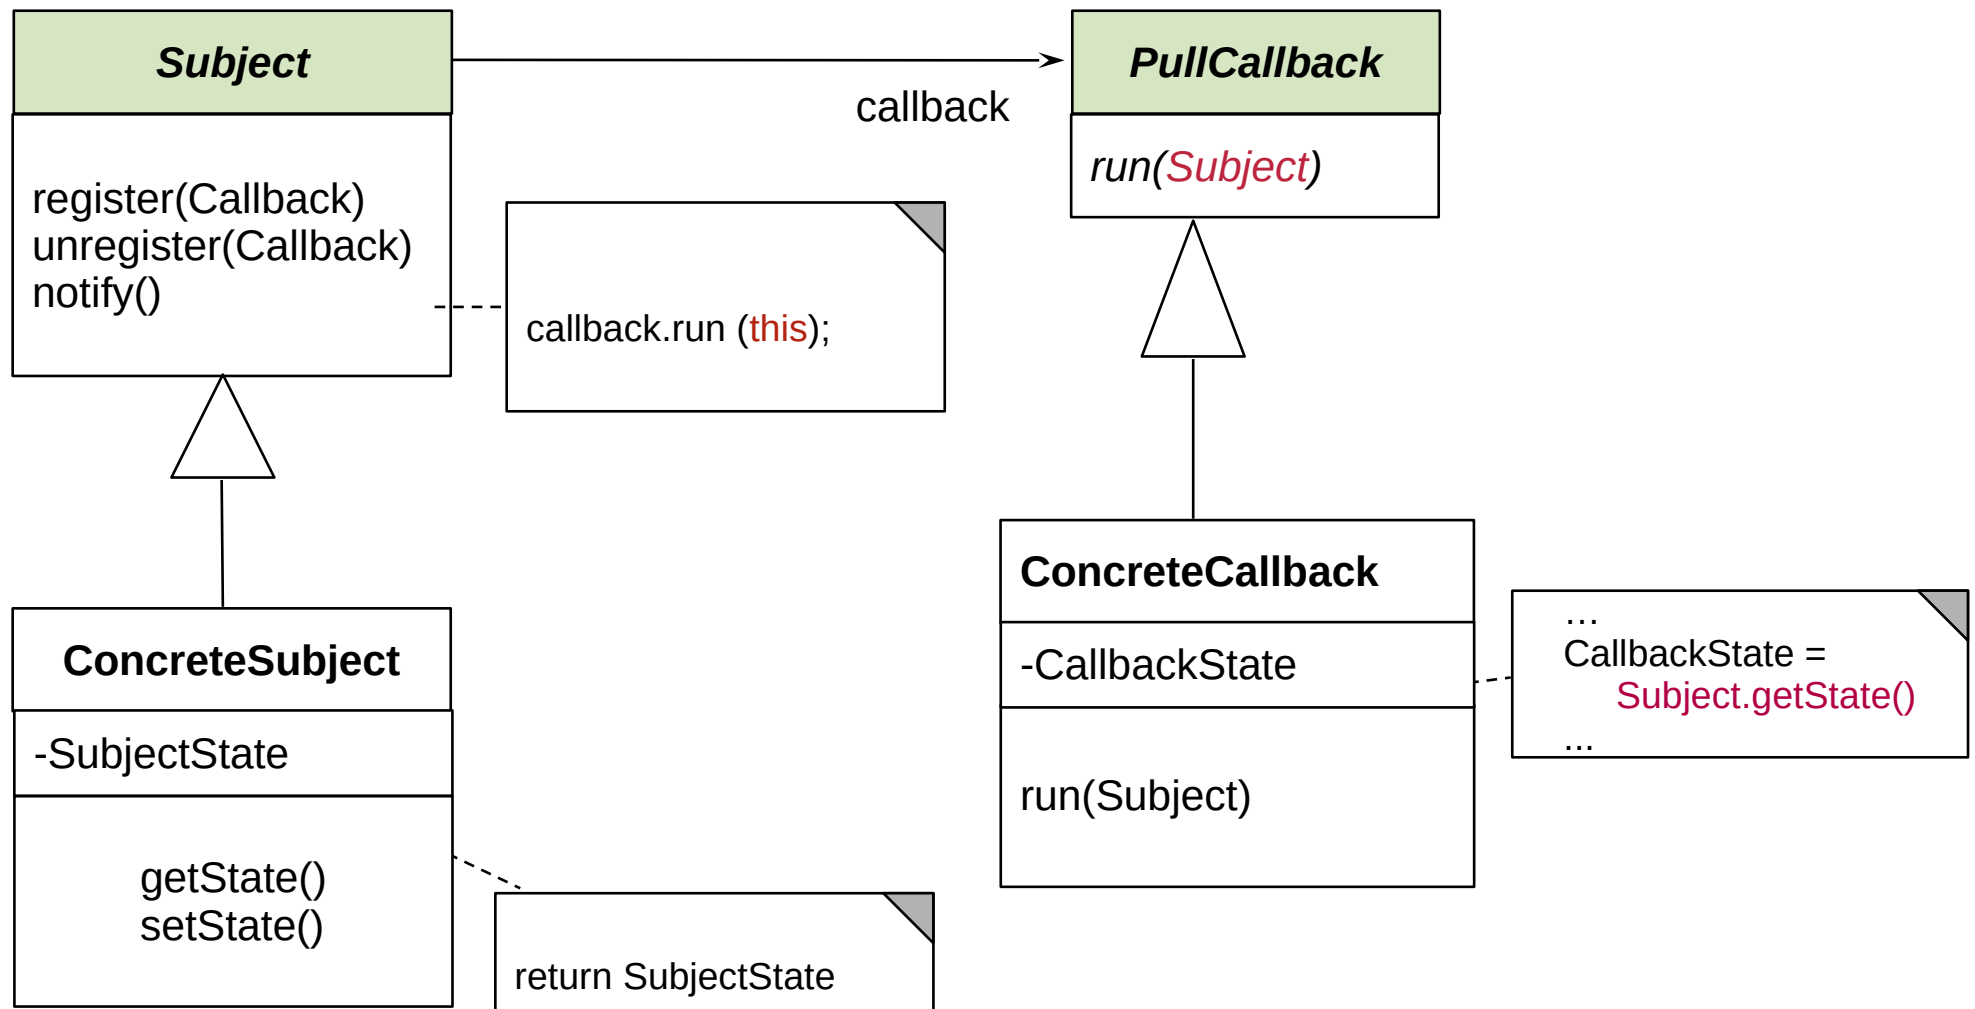 Subject
register(Callback)
unregister(Callback)
notify()
callback
PullCallback
run(Subject)
callback.run (this);
ConcreteSubject
-SubjectState
getState()
setState()
return SubjectState
ConcreteCallback
-CallbackState
run(Subject)
…
CallbackState =
Subject.getState()
...